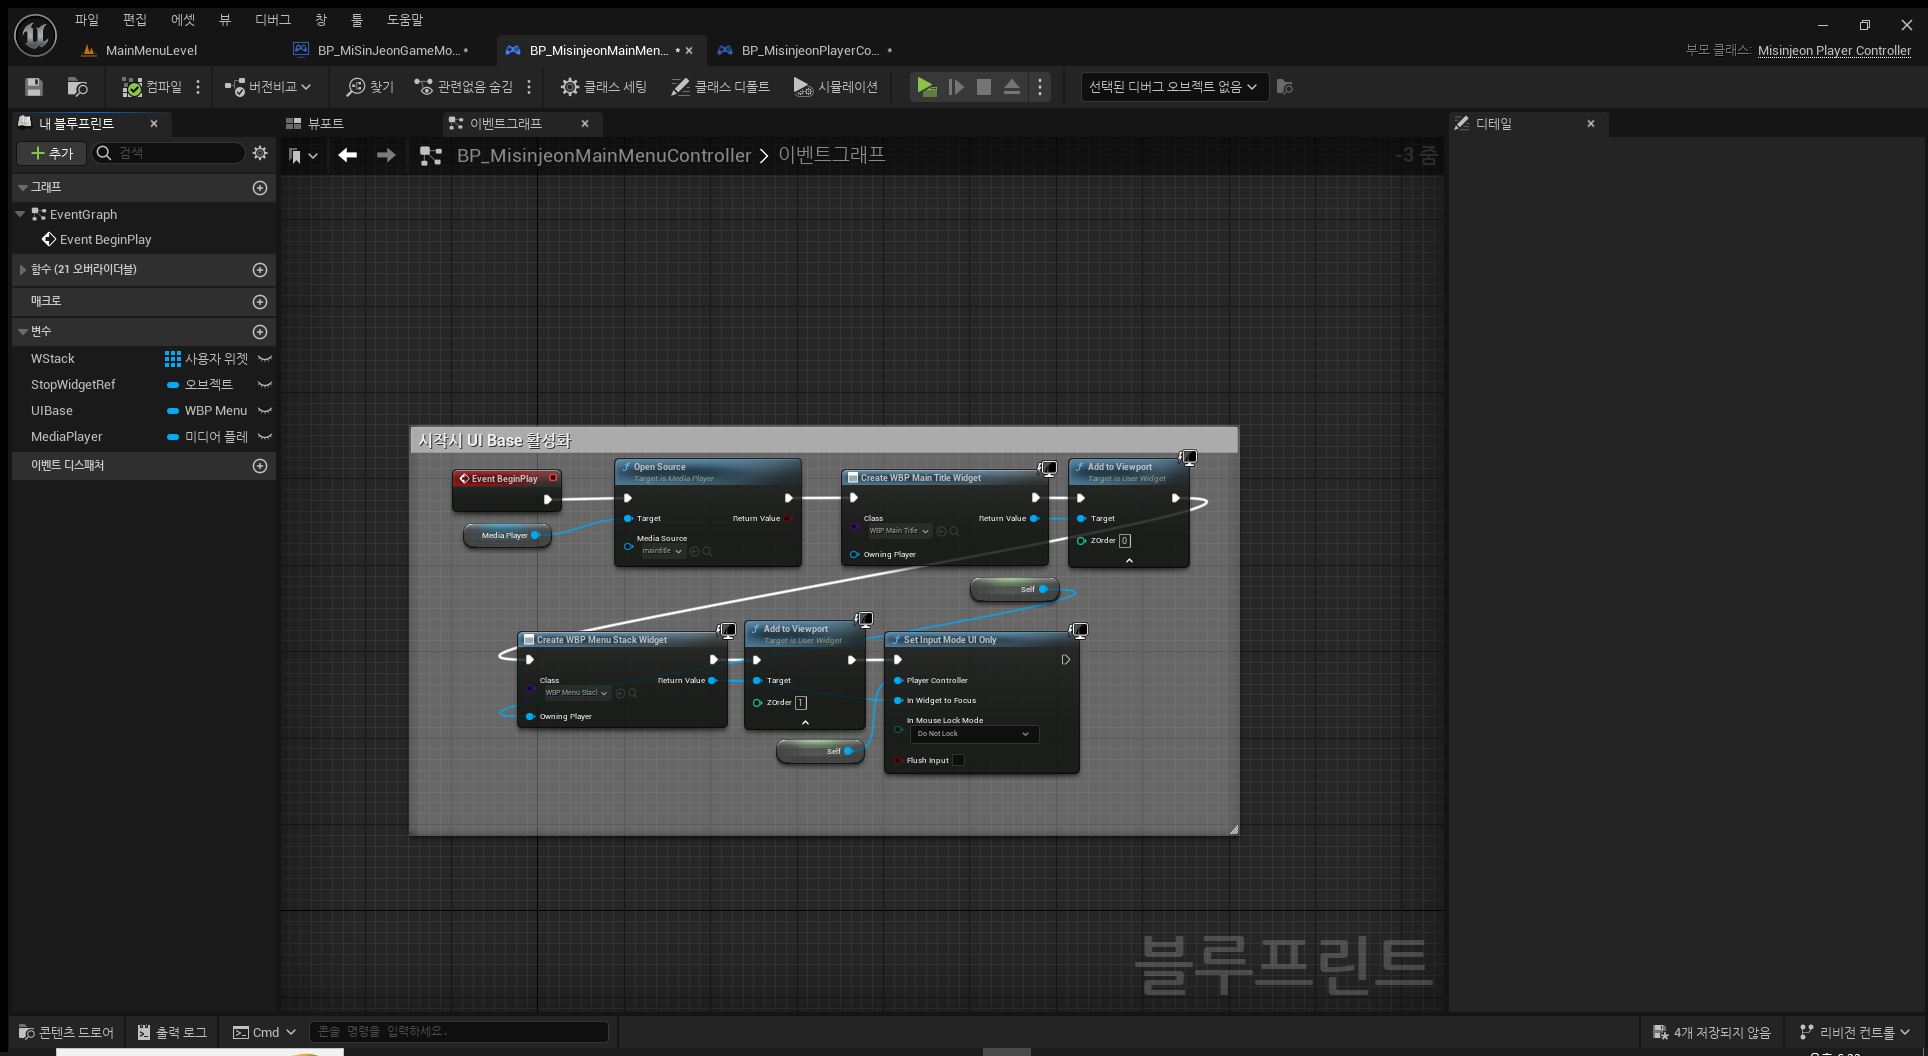 파일 편집 에셋 뷰 디버그 창 툴 도움말
MainMenuLevel
BP_MiSinJeonGameMo...*
BP_MisinjeonMainMen... *
BP_MisinjeonPlayerCo... *
부모 클래스: Misinjeon Player Controller
컴파일
버전비교
찾기
관련없음 숨김
클래스 세팅
클래스 디폴트
시뮬레이션
선택된 디버그 오브젝트 없음
내 블루프린트
뷰포트
이벤트그래프
디테일
추가
검색
BP_MisinjeonMainMenuController > 이벤트그래프
-3 줌
그래프
EventGraph
Event BeginPlay
함수 (21 오버라이더블)
매크로
변수
WStack 사용자 위젯
StopWidgetRef 오브젝트
UIBase WBP Menu
MediaPlayer 미디어 플레
이벤트 디스패처
시작시 UI Base 활성화
Event BeginPlay
Media Player
Open Source
Target is Media Player
Target
Return Value
Media Source
maintitle
Create WBP Main Title Widget
Class
WBP Main Title
Return Value
Owning Player
Add to Viewport
Target is User Widget
Target
ZOrder 0
Self
Create WBP Menu Stack Widget
Class
WBP Menu Stacl
Return Value
Owning Player
Add to Viewport
Target is User Widget
Target
ZOrder 1
Self
Set Input Mode UI Only
Player Controller
In Widget to Focus
In Mouse Lock Mode
Do Not Lock
Flush Input
블루프린트
콘텐츠 드로어
출력 로그
Cmd
콘솔 명령을 입력하세요.
4개 저장되지 않음
리비전 컨트롤